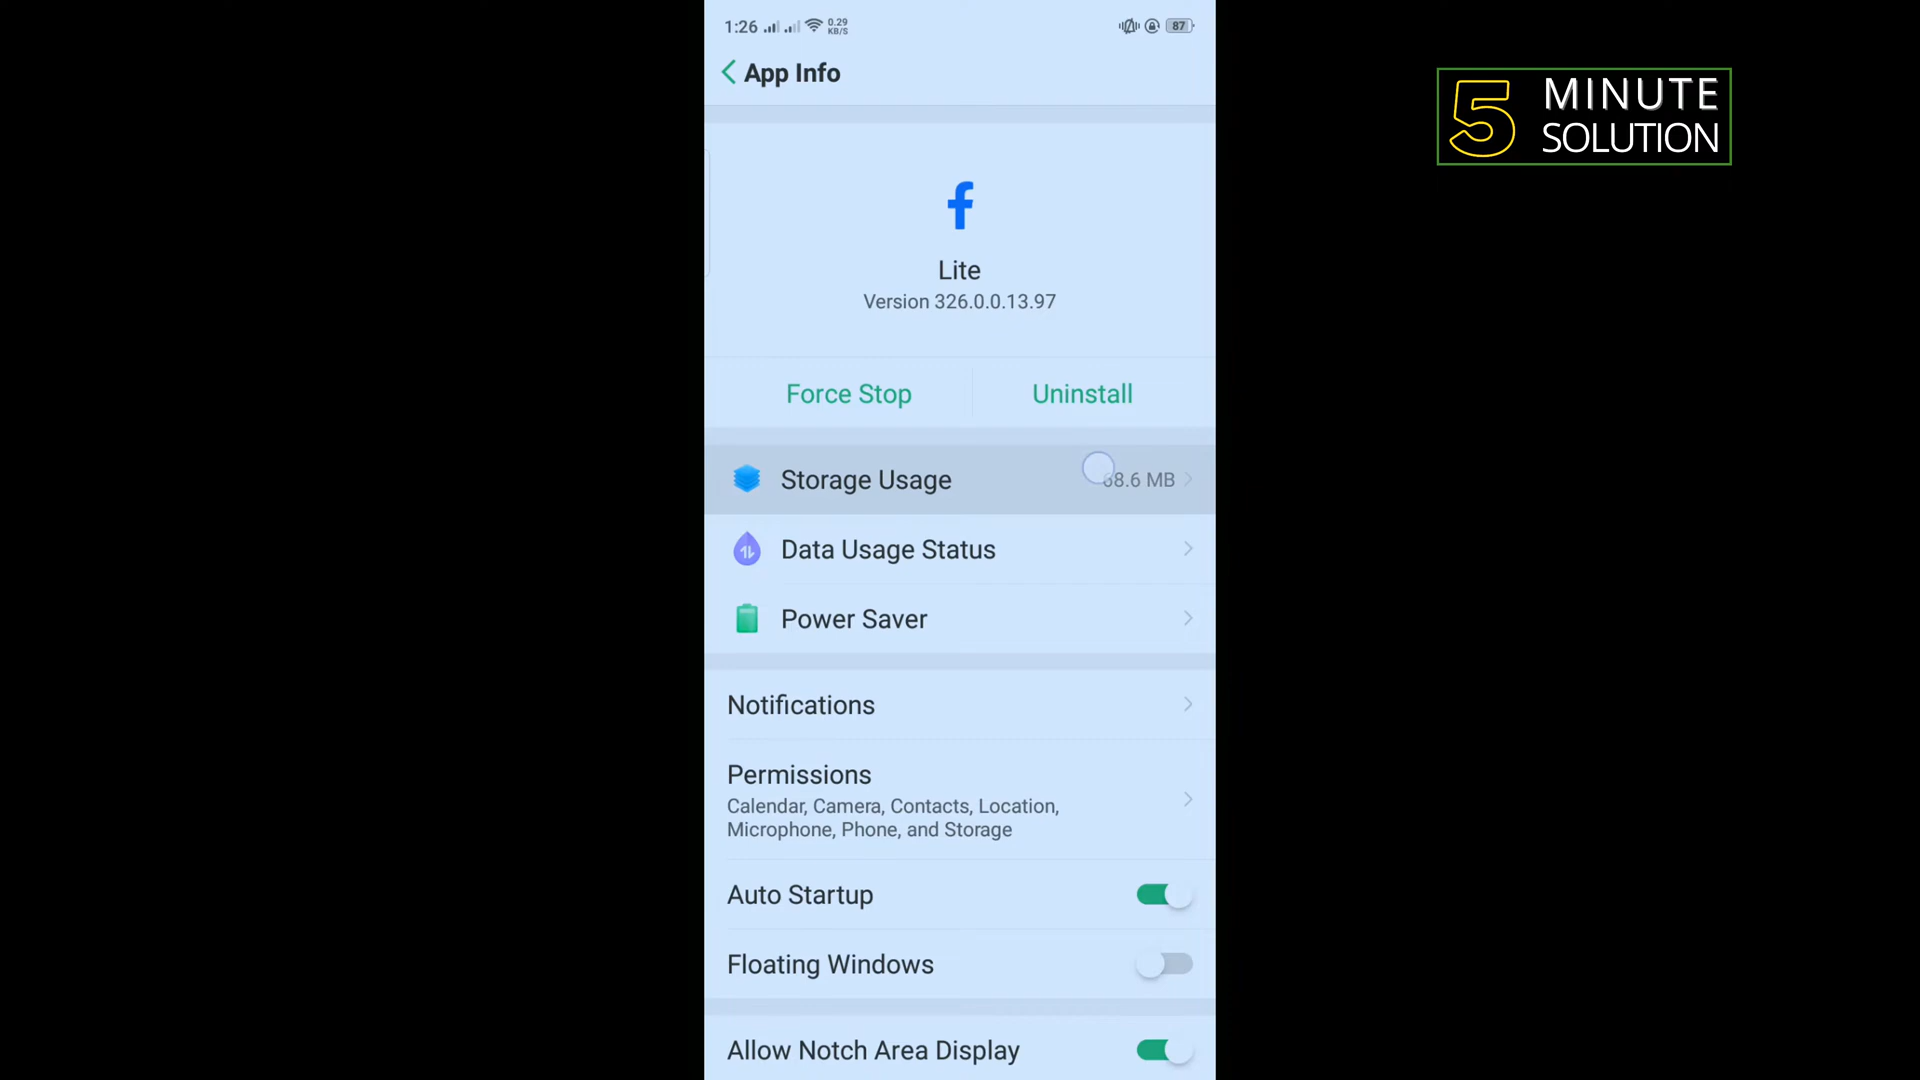 1:26 0.29 KB/S 87
App Info
5 MINUTE
SOLUTION
Lite
Version 326.0.0.13.97
Force Stop Uninstall
Storage Usage 68.6 MB
Data Usage Status
Power Saver
Notifications
Permissions
Calendar, Camera, Contacts, Location,
Microphone, Phone, and Storage
Auto Startup
Floating Windows
Allow Notch Area Display